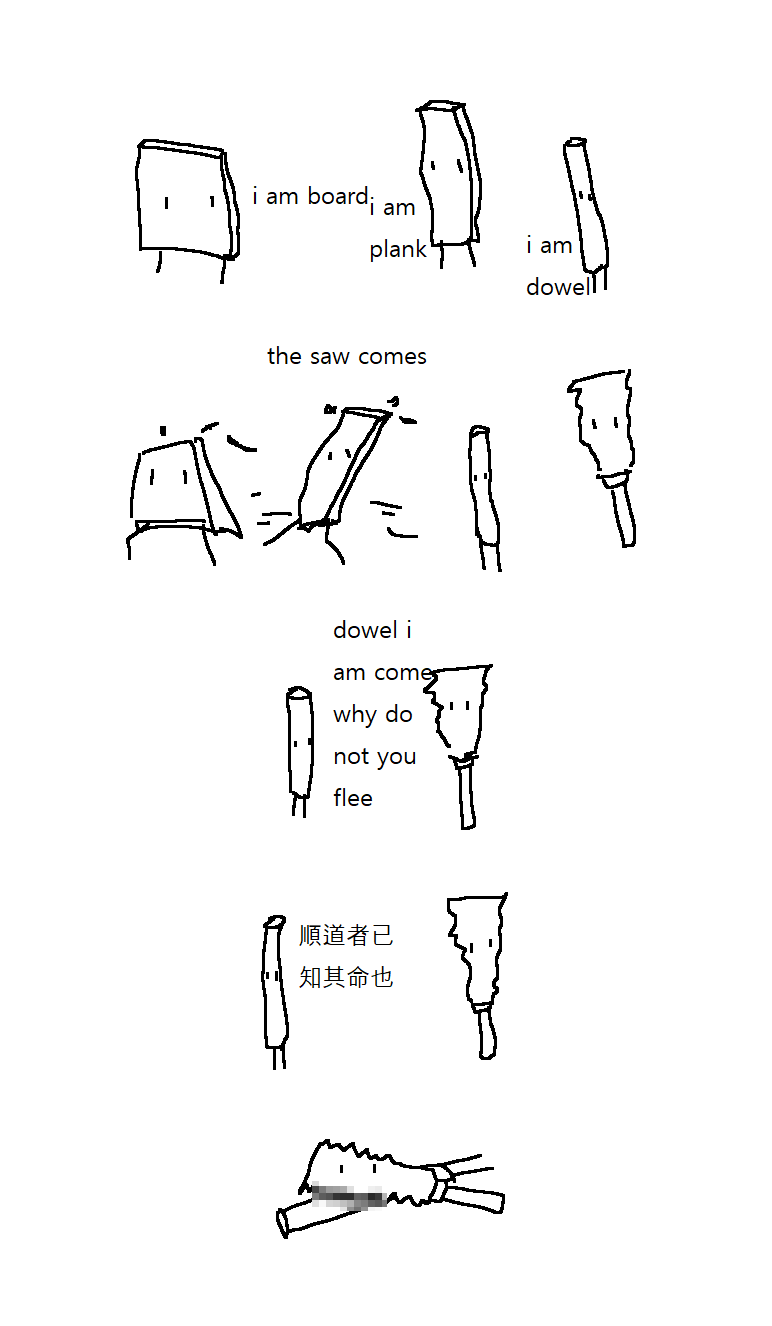 i am board
i am
plank
i am
dowel
the saw comes
dowel i
am come
why do
not you
flee
順道者已
知其命也